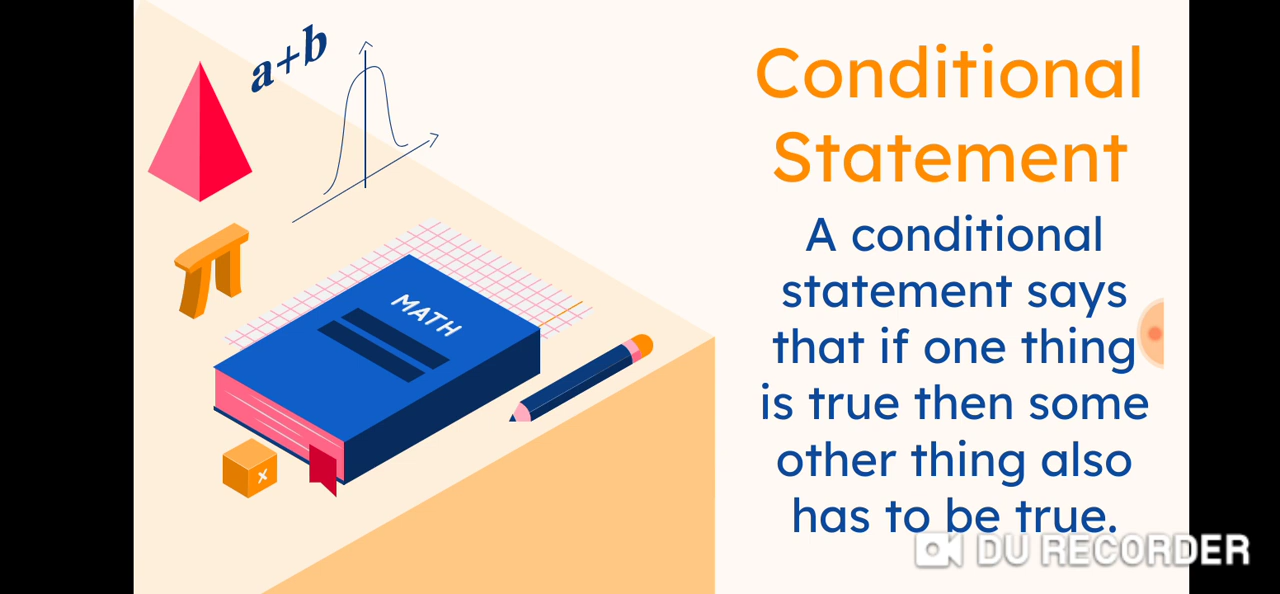 a+b
Conditional
Statement
A conditional
statement says
that if one thing
is true then some
other thing also
has to be true.
MATH
π
x
DU RECORDER